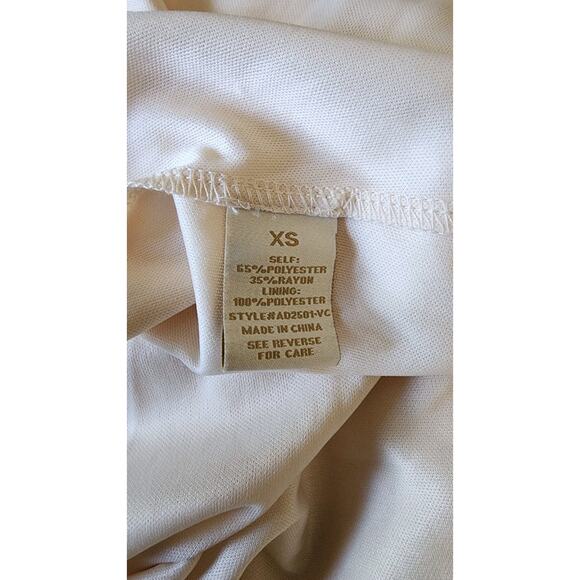 XS
SELF:
65%POLYESTER
35%RAYON
LINING:
100%POLYESTER
STYLE#AD2501-VC
MADE IN CHINA
SEE REVERSE
FOR CARE